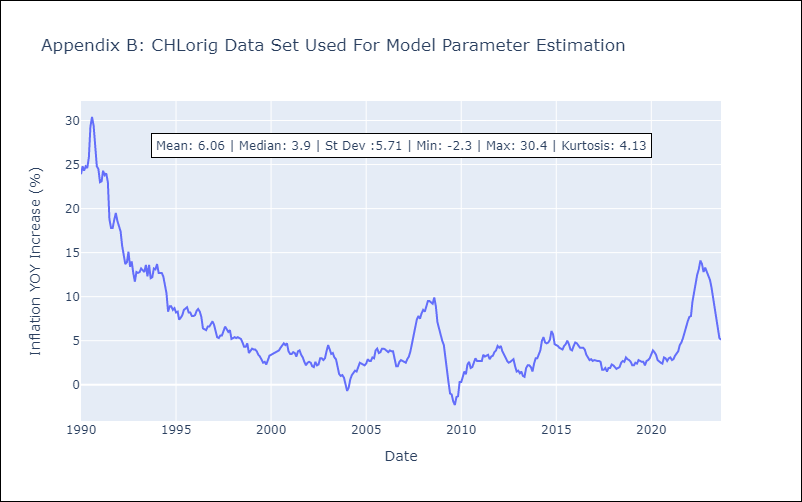 Appendix B: CHLorig Data Set Used For Model Parameter Estimation
Mean: 6.06 | Median: 3.9 | St Dev :5.71 | Min: -2.3 | Max: 30.4 | Kurtosis: 4.13
Inflation YOY Increase (%)
30
25
20
15
10
5
0
1990 1995 2000 2005 2010 2015 2020
Date